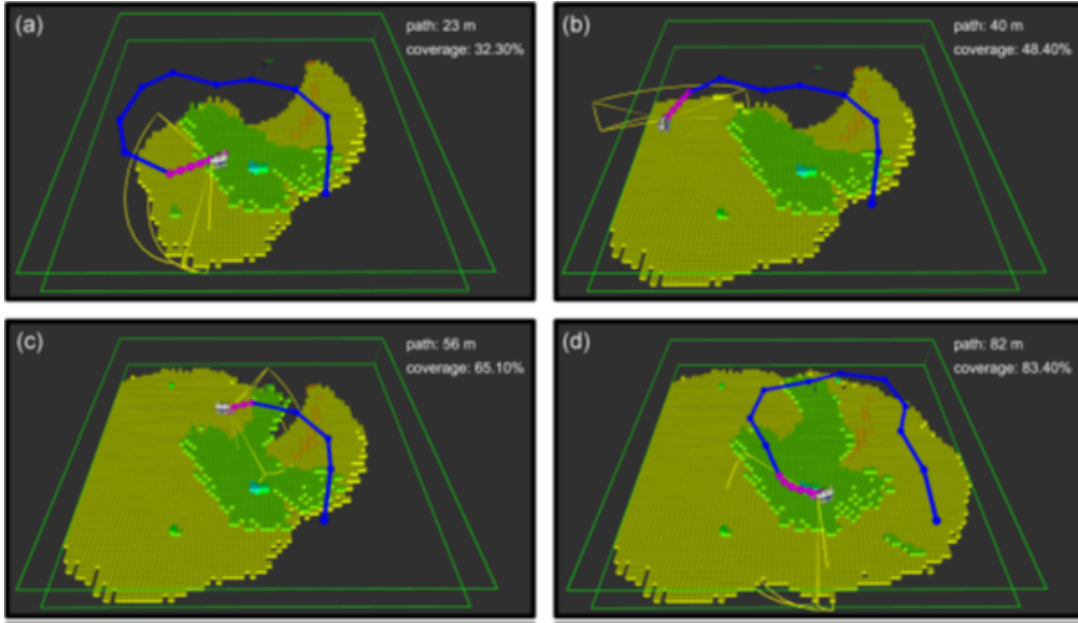 (a)
path: 23 m
coverage: 32.30%
(b)
path: 40 m
coverage: 48.40%
(c)
path: 56 m
coverage: 65.10%
(d)
path: 82 m
coverage: 83.40%